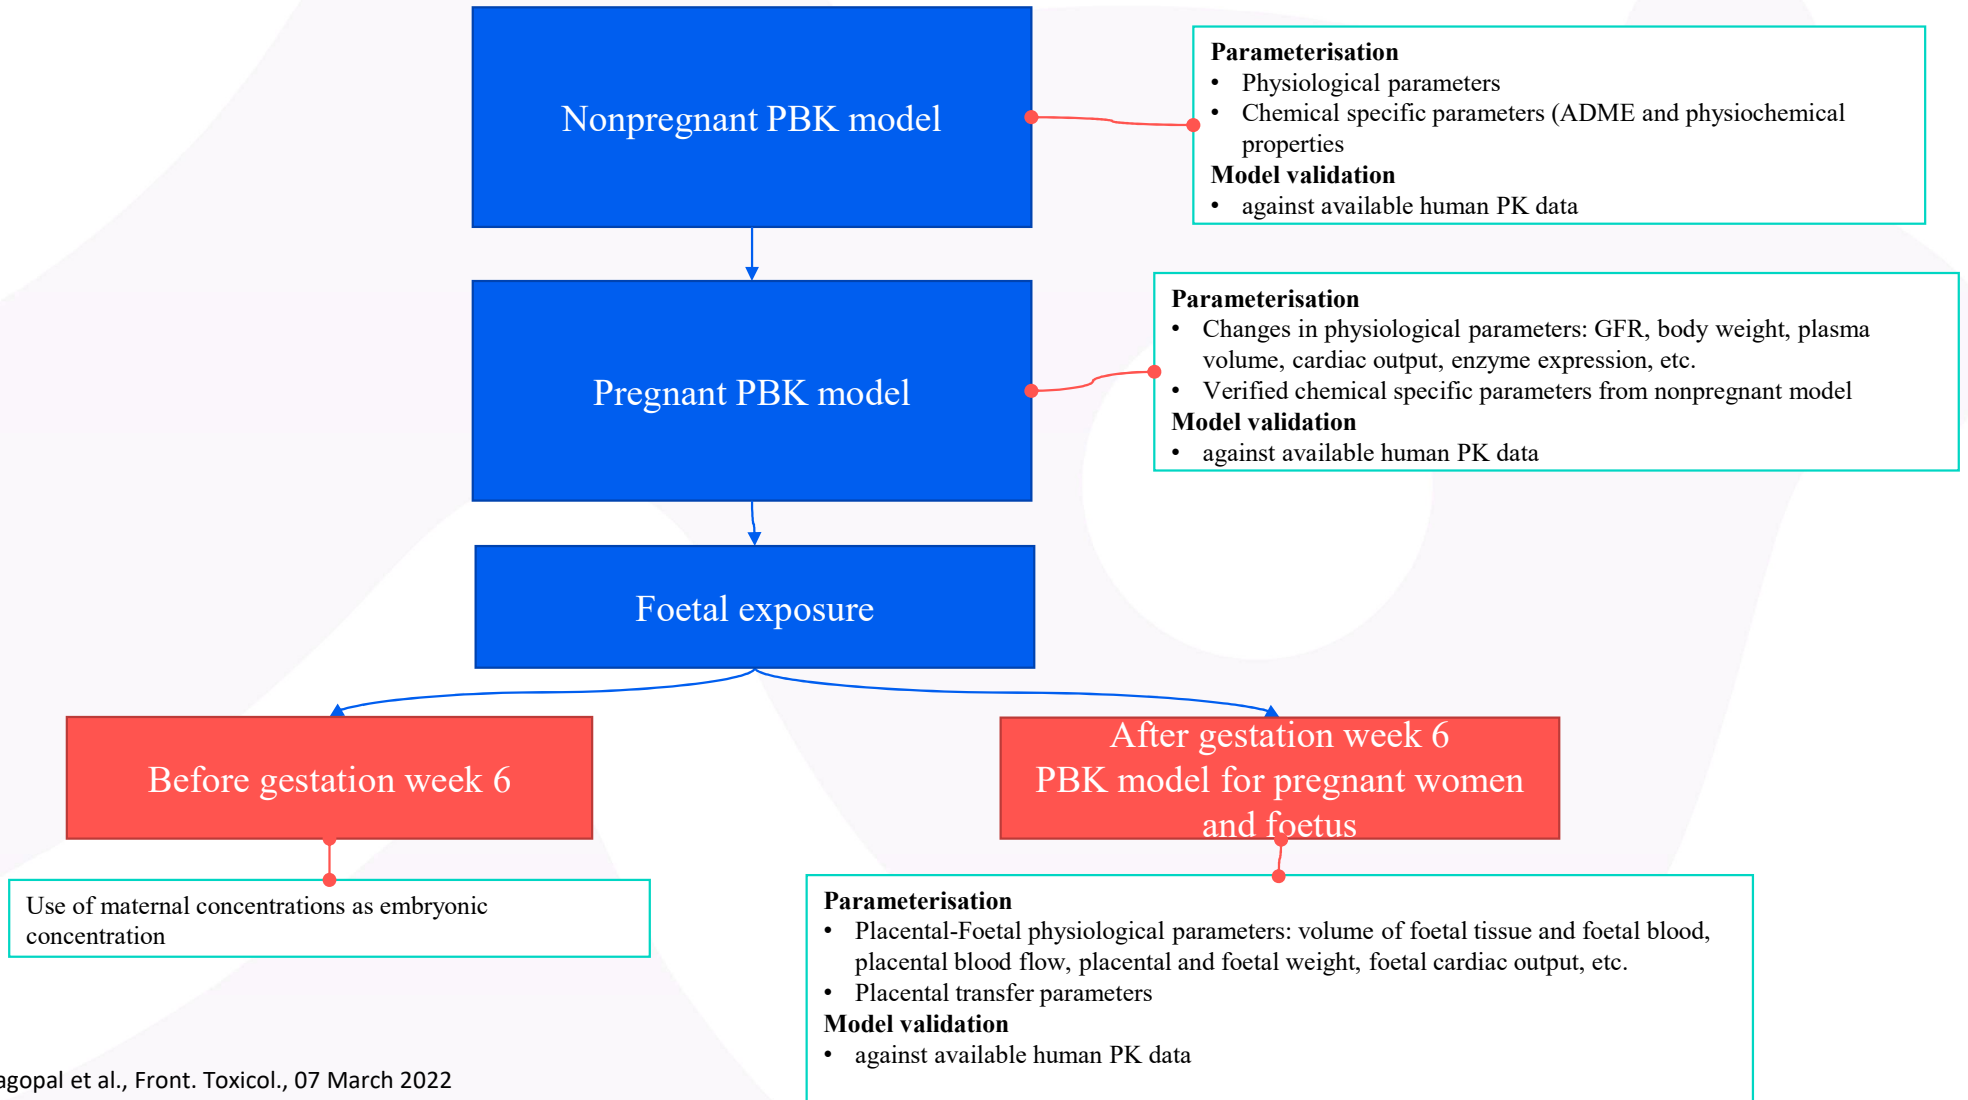 Nonpregnant PBK model
Parameterisation
• Physiological parameters
• Chemical specific parameters (ADME and physiochemical
properties
Model validation
• against available human PK data
Pregnant PBK model
Parameterisation
• Changes in physiological parameters: GFR, body weight, plasma
volume, cardiac output, enzyme expression, etc.
• Verified chemical specific parameters from nonpregnant model
Model validation
• against available human PK data
Foetal exposure
Before gestation week 6
After gestation week 6
PBK model for pregnant women
and foetus
Use of maternal concentrations as embryonic
concentration
Parameterisation
• Placental-Foetal physiological parameters: volume of foetal tissue and foetal blood,
placental blood flow, placental and foetal weight, foetal cardiac output, etc.
• Placental transfer parameters
Model validation
• against available human PK data
agopal et al., Front. Toxicol., 07 March 2022